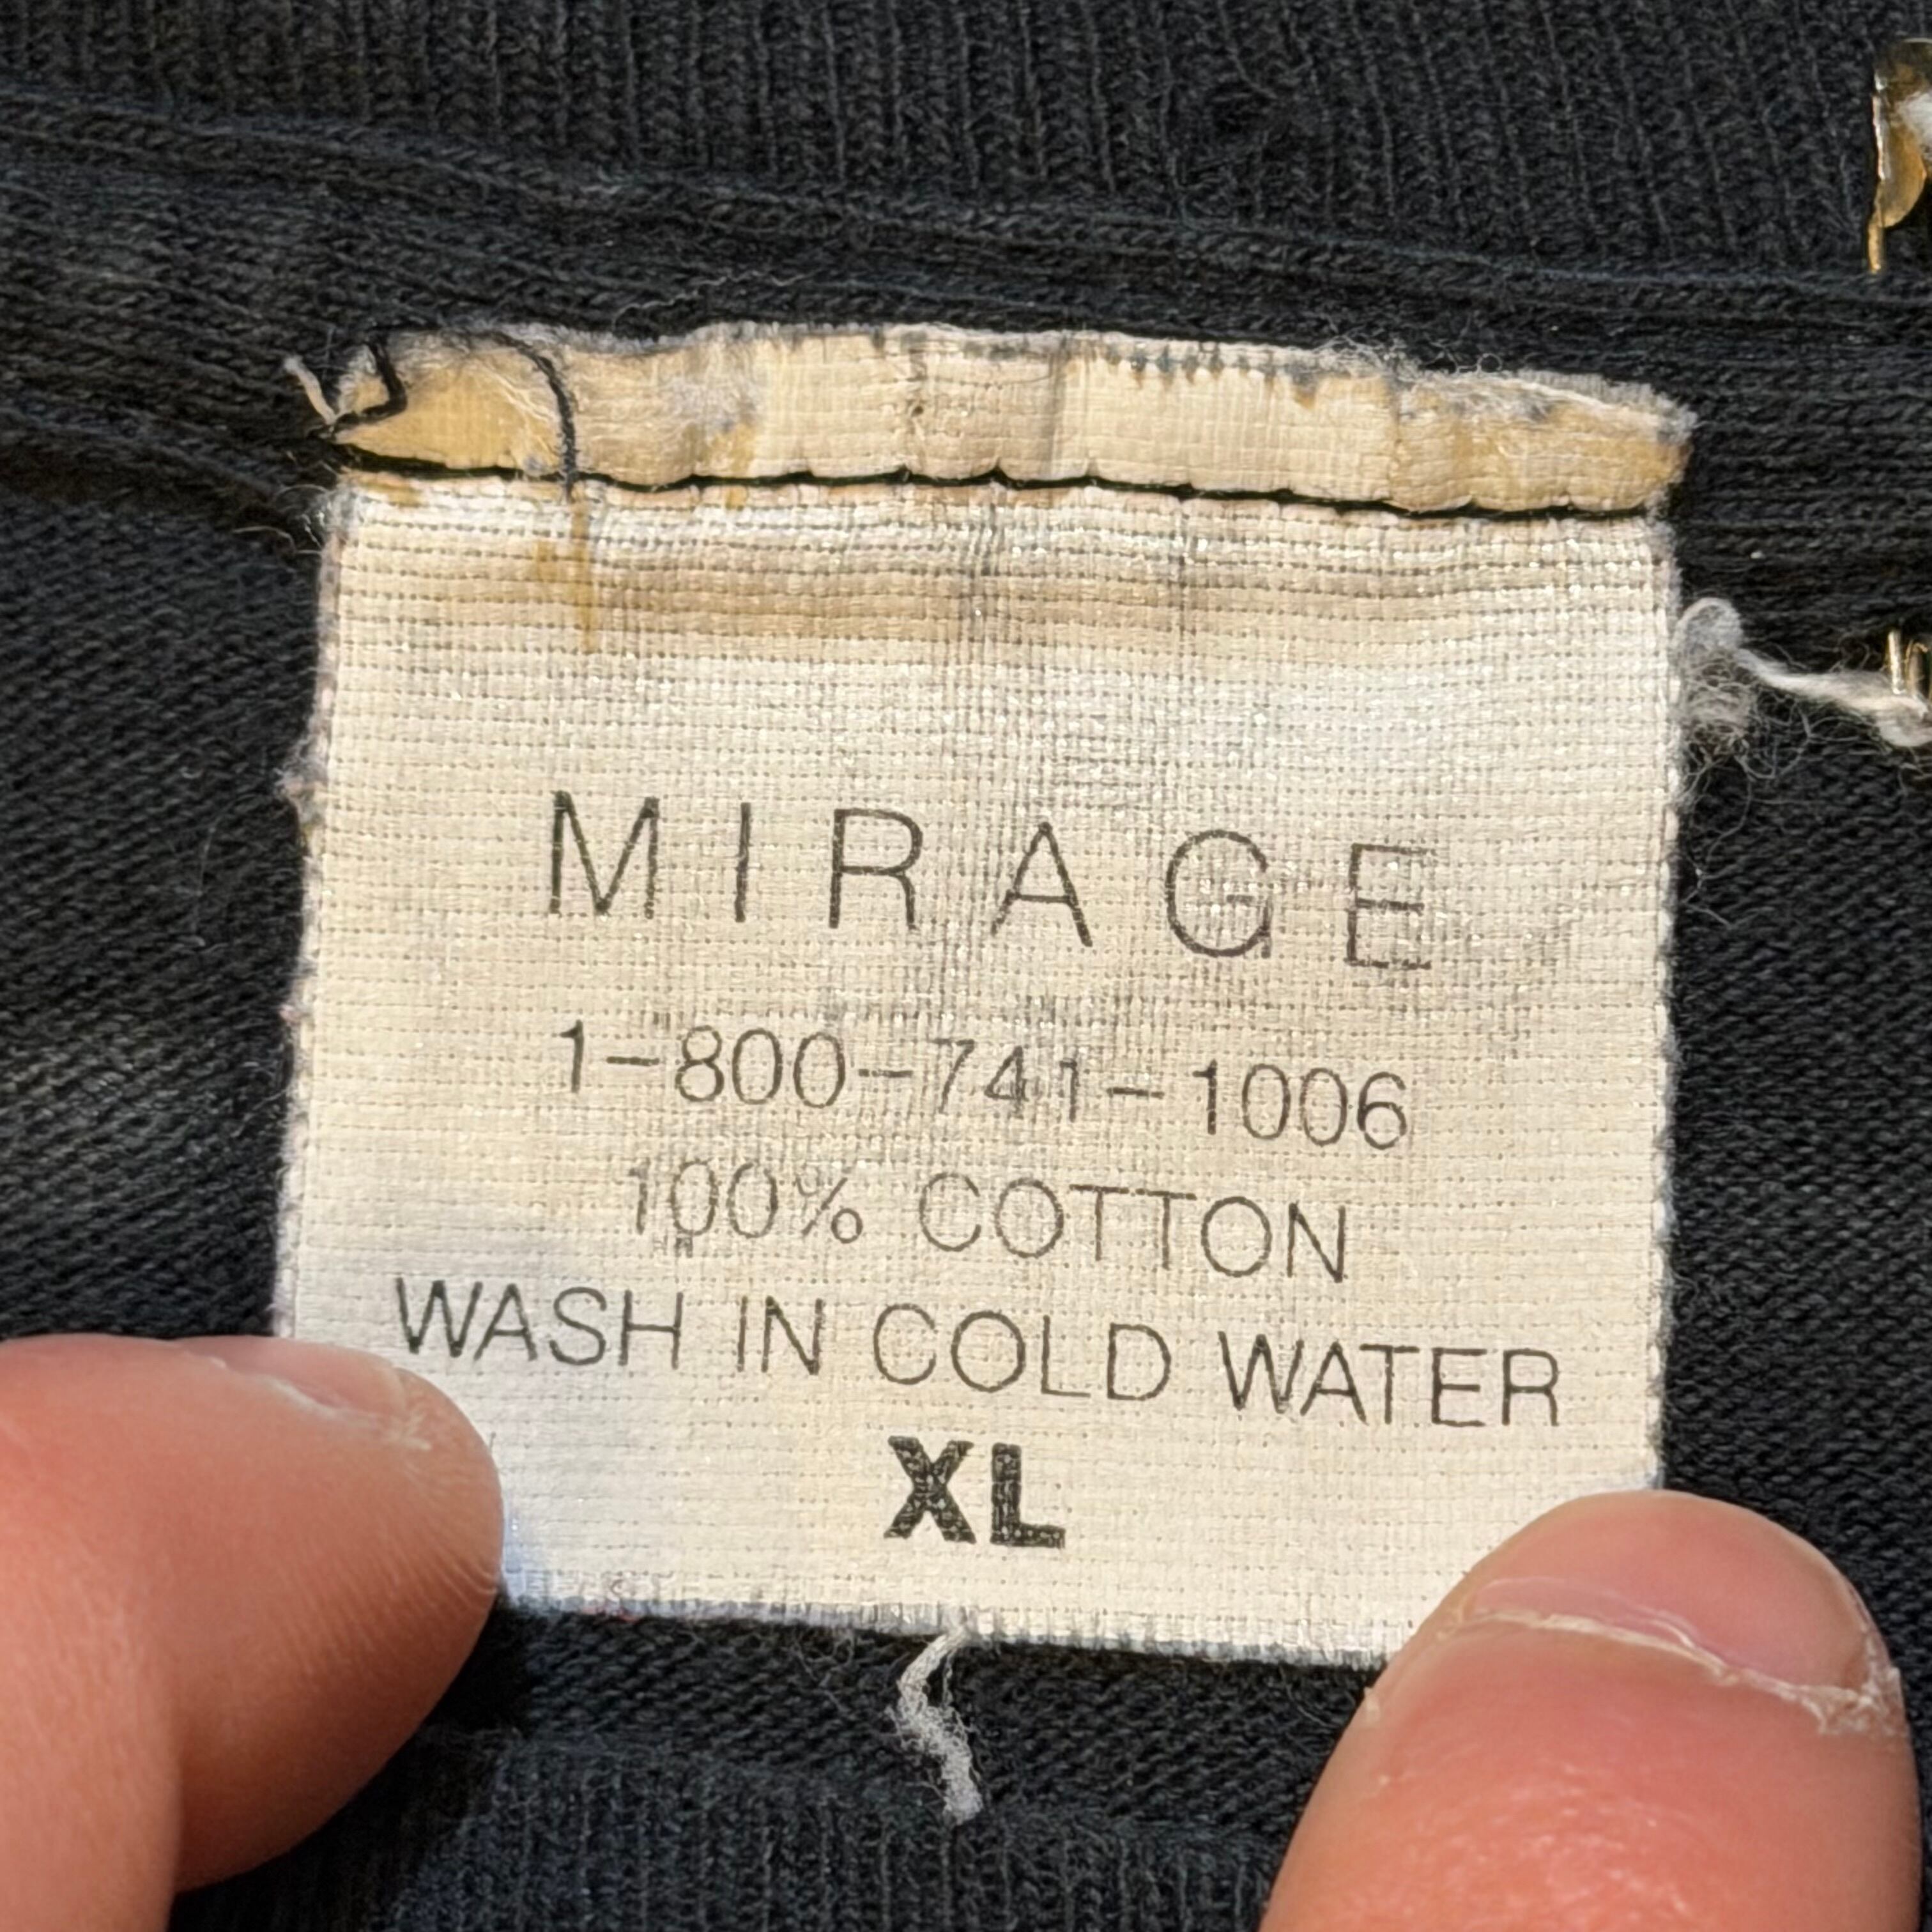 MIRAGE
1-800-741-1006
100% COTTON
WASH IN COLD WATER
XL